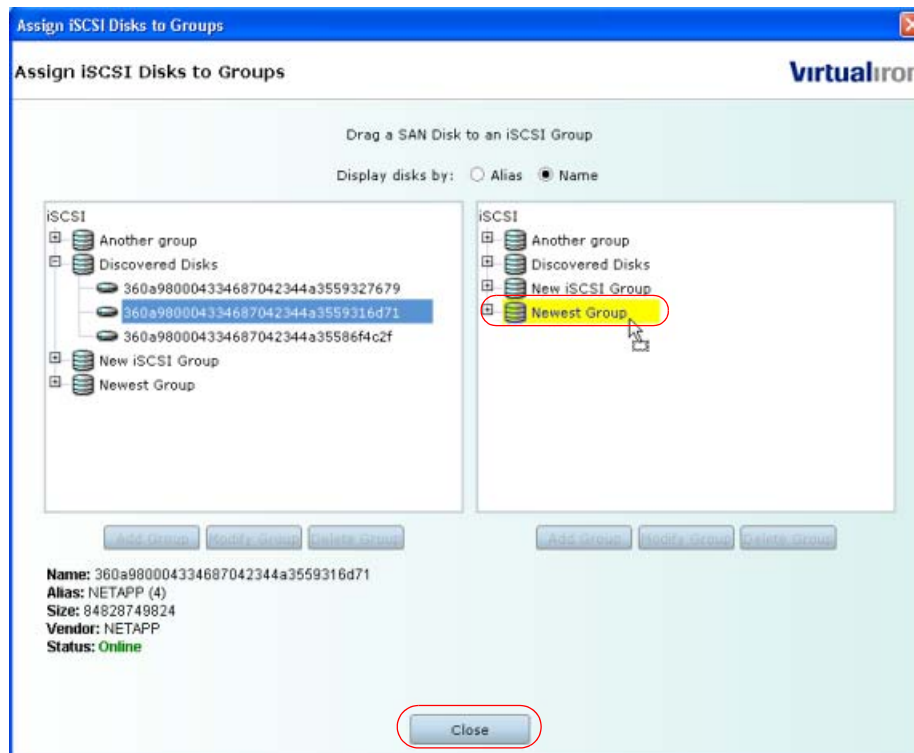 Assign iSCSI Disks to Groups
Assign iSCSI Disks to Groups
Virtualiron
Drag a SAN Disk to an iSCSI Group
Display disks by: Alias Name
iSCSI
Another group
Discovered Disks
360a980004334687042344a3559327679
360a980004334687042344a3559316d71
360a980004334687042344a35586f4c2f
New iSCSI Group
Newest Group
iSCSI
Another group
Discovered Disks
New iSCSI Group
Newest Group
Add Group Modify Group Delete Group
Add Group Modify Group Delete Group
Name: 360a980004334687042344a3559316d71
Alias: NETAPP (4)
Size: 84828749824
Vendor: NETAPP
Status: Online
Close